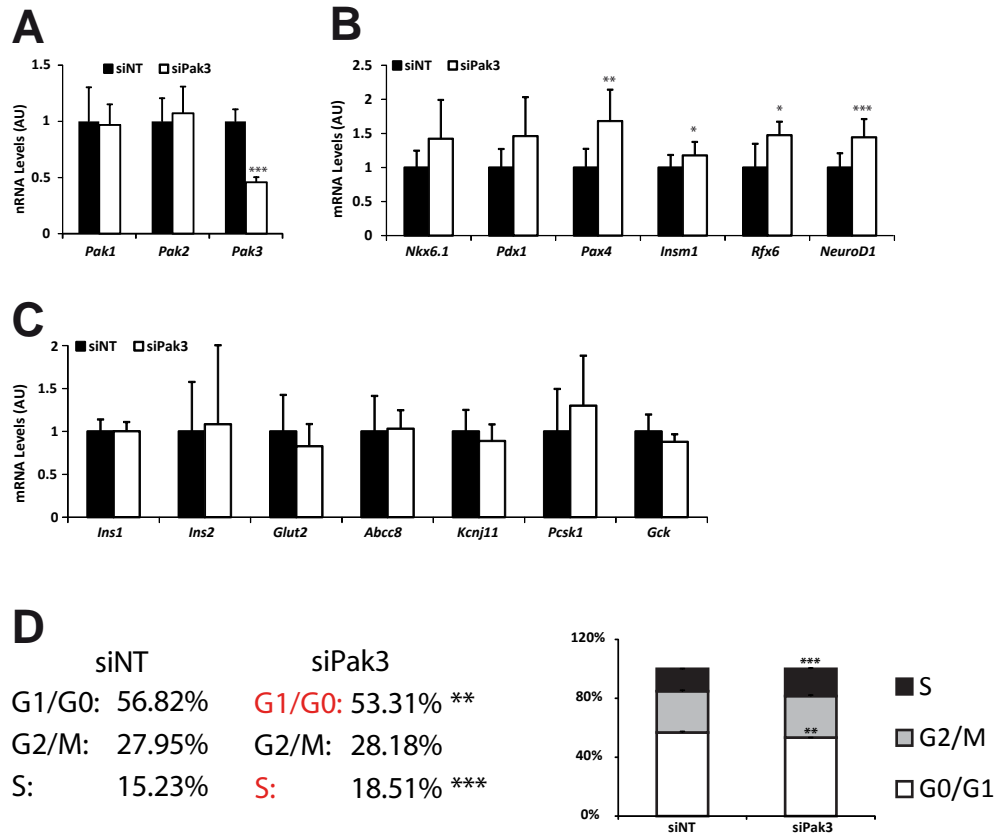 A
siNT siPak3
nRNA Levels (AU)
1.5
1
0.5
0
***
Pak1 Pak2 Pak3
B
siNT siPak3
mRNA Levels (AU)
2.5
2
1.5
1
0.5
0
** * * ***
Nkx6.1 Pdx1 Pax4 Insm1 Rfx6 NeuroD1
C
siNT siPak3
mRNA Levels (AU)
2
1.5
1
0.5
0
Ins1 Ins2 Glut2 Abcc8 Kcnj11 Pcsk1 Gck
D
siNT siPak3
G1/G0: 56.82% G1/G0: 53.31% **
G2/M: 27.95% G2/M: 28.18%
S: 15.23% S: 18.51% ***
120%
80%
40%
0%
***
**
siNT siPak3
S
G2/M
G0/G1